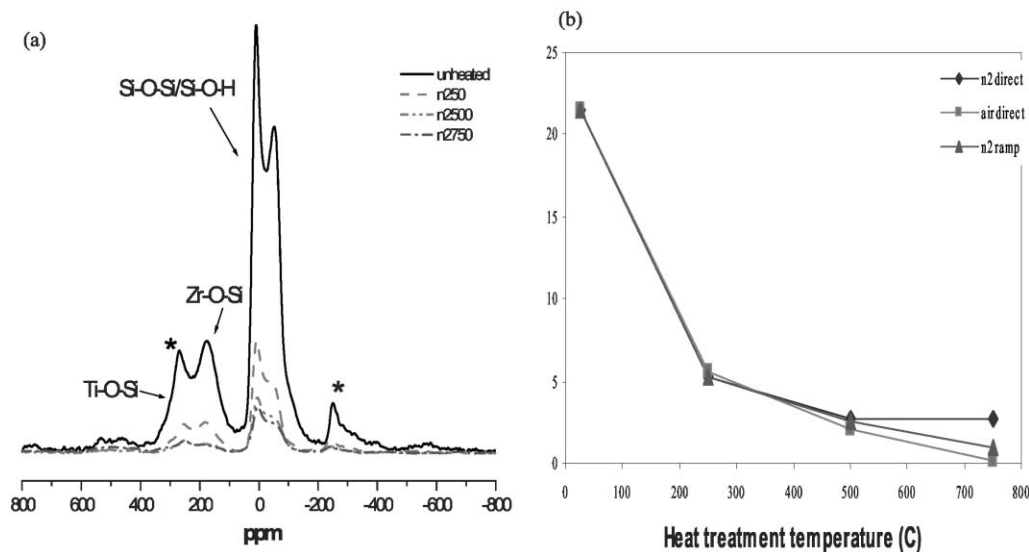 (a)
Si-O-Si/Si-O-H
unheated
n250
n2500
n2750
Zr-O-Si
*
Ti-O-Si
*
800 600 400 200 0 -200 -400 -600 -800
ppm
(b)
25
20
15
10
5
0
n2 direct
air direct
n2 ramp
0 100 200 300 400 500 600 700 800
Heat treatment temperature (C)